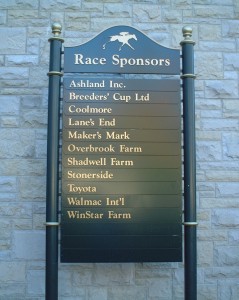 Race Sponsors
Ashland Inc.
Breeders' Cup Ltd
Coolmore
Lane's End
Maker's Mark
Overbrook Farm
Shadwell Farm
Stonerside
Toyota
Walmac Int'l
WinStar Farm